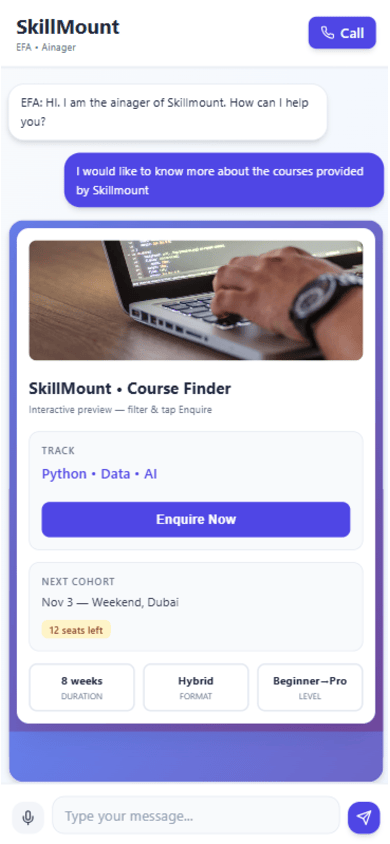 SkillMount
EFA • Ainager
Call
EFA: HI. I am the ainager of Skillmount. How can I help
you?
I would like to know more about the courses provided
by Skillmount
SkillMount • Course Finder
Interactive preview — filter & tap Enquire
TRACK
Python • Data • AI
Enquire Now
NEXT COHORT
Nov 3 — Weekend, Dubai
12 seats left
8 weeks
DURATION
Hybrid
FORMAT
Beginner→Pro
LEVEL
Type your message...